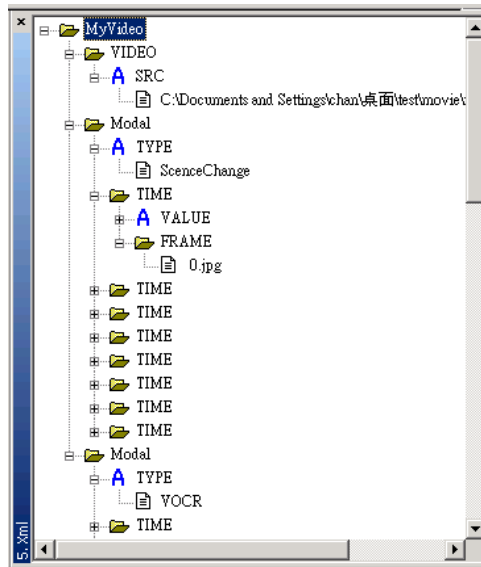 MyVideo
VIDEO
A SRC
C:\Documents and Settings\chan\桌面\test\movie\
Modal
A TYPE
ScenceChange
TIME
A VALUE
FRAME
0.jpg
TIME
TIME
TIME
TIME
TIME
TIME
TIME
Modal
A TYPE
VOCR
TIME
5. Xml